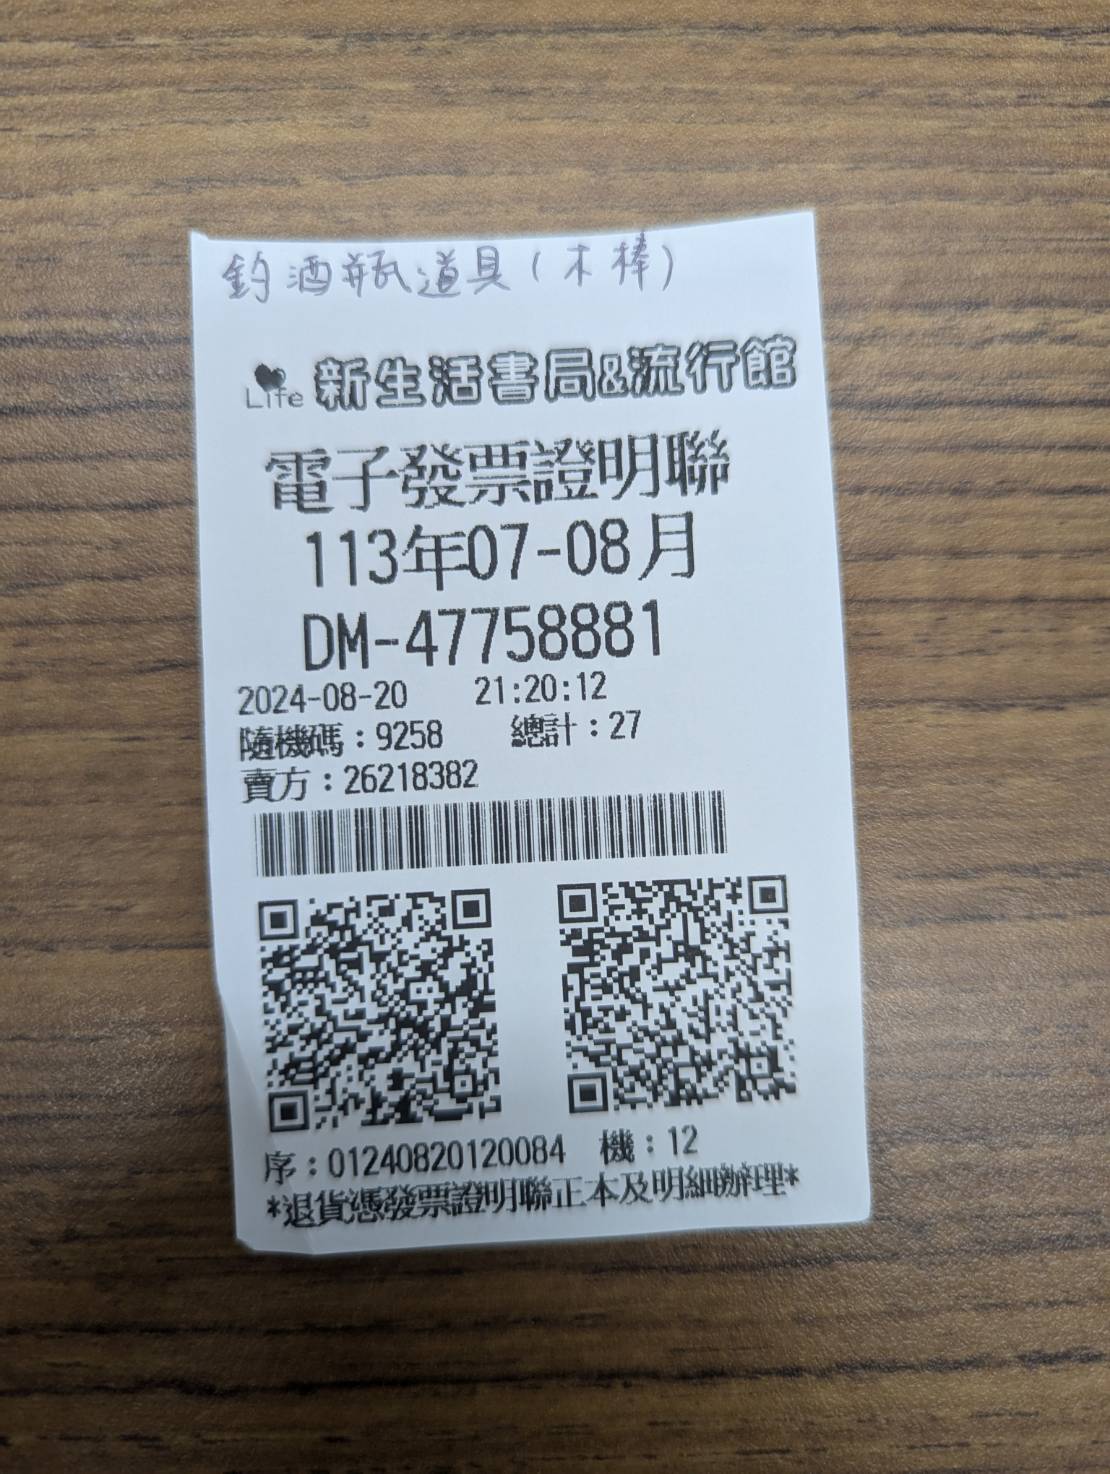 釣酒瓶道具(木棒)
Life 新生活書局&流行館
電子發票證明聯
113年07-08月
DM-47758881
2024-08-20 21:20:12
隨機碼:9258 總計:27
賣方:26218382
序:01240820120084 機:12
*退貨憑發票證明聯正本及明細辦理*